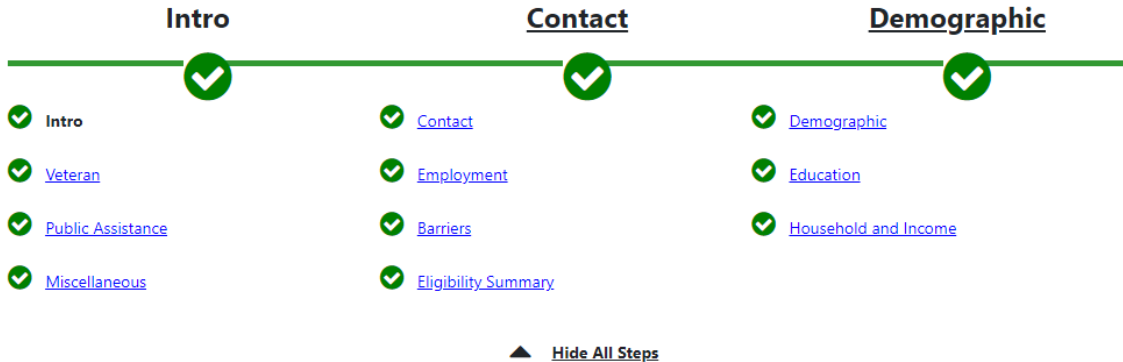 Intro Contact Demographic
Intro Contact Demographic
Veteran Employment Education
Public Assistance Barriers Household and Income
Miscellaneous Eligibility Summary
Hide All Steps